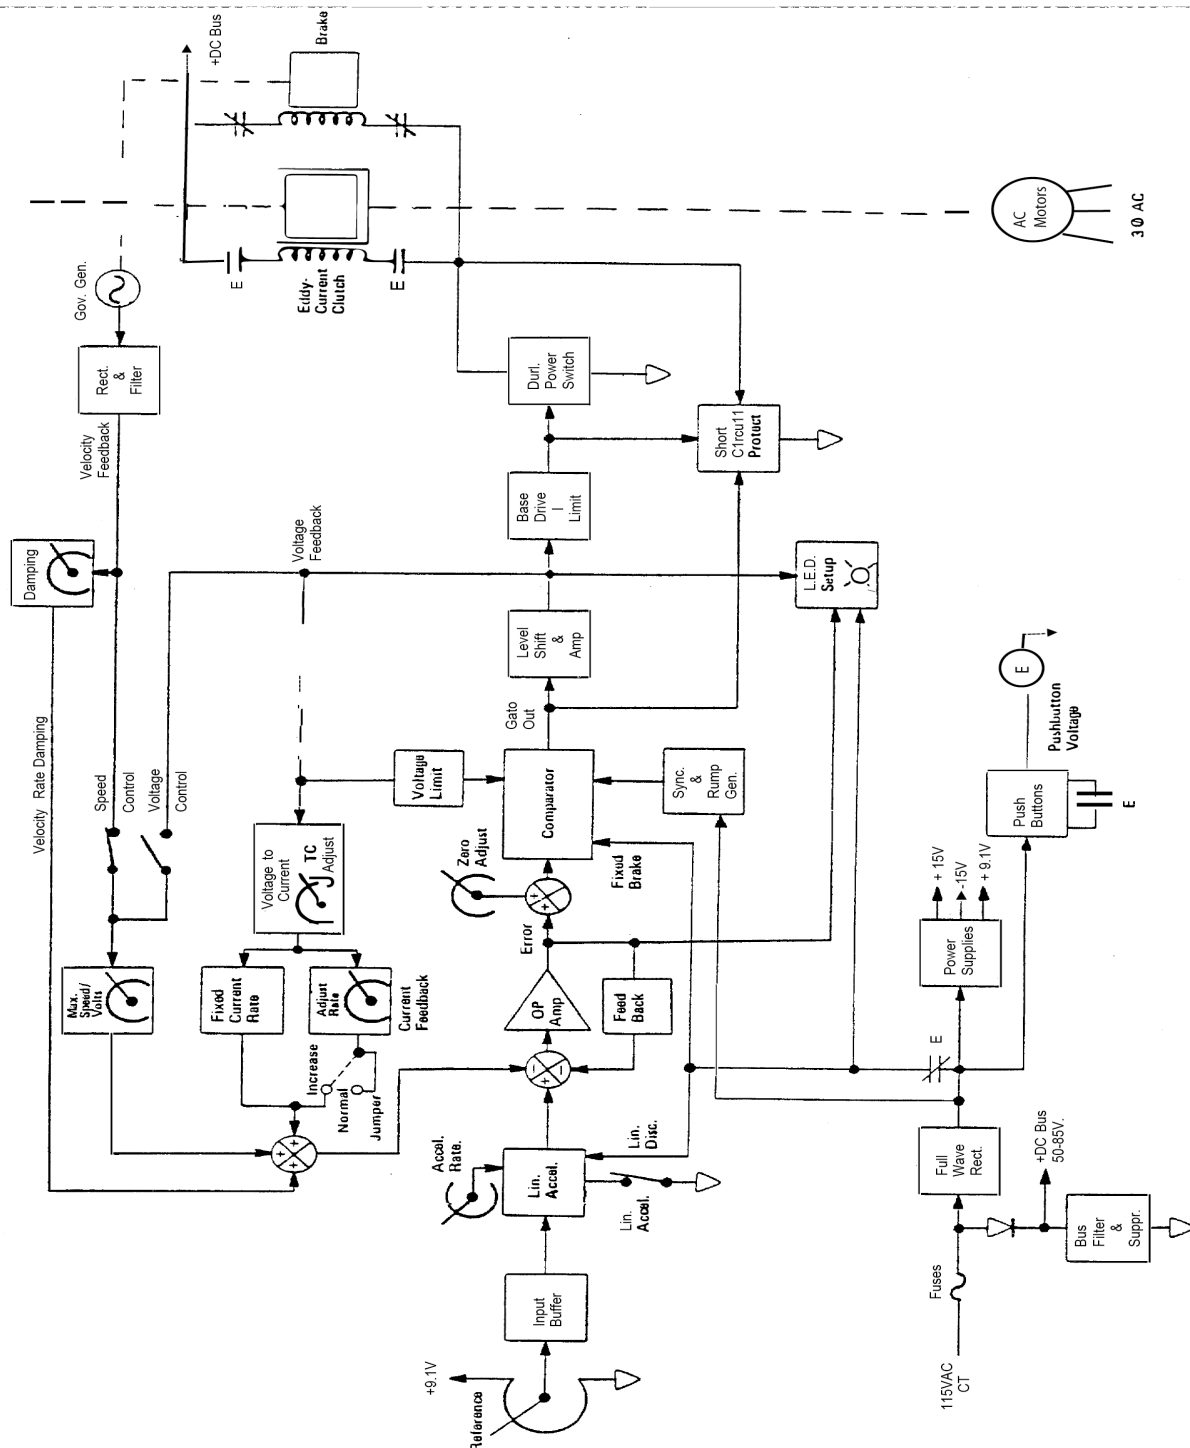 Brake
+DC Bus
Gov. Gen.
Rect.
&
Filter
Velocity
Feedback
Damping
Velocity Rate Damping
Speed
Control
Voltage
Control
Voltage
Feedback
E
Eddy-
Current
Clutch
E
AC
Motors
3Ø AC
Durl.
Power
Switch
Short
C1rcu11
Protact
Base
Drive
I
Limit
Level
Shift
&
Amp
L.E.D.
Setup
Gato
Out
Voltage
Limit
Comparator
Sync.
&
Rump
Gen.
Zero
Adjust
Fixed
Brake
Error
Voltage to
Current
TC
Adjust
Max.
Speed/
Volts
Fixed
Current
Rate
Adjust
Rate
Current
Feedback
Increase
Normal
Jumper
+
+
+
+
+
OP
Amp
Feed
Back
+
-
-
Accel.
Rate.
Lin.
Accel.
Lin.
Disc.
Lin.
Accel.
Input
Buffer
+9.1V
Reference
E
Pushbutton
Voltage
Push
Buttons
E
+ 15V
-15V
+ 9.1V
Power
Supplies
E
Full
Wave
Rect.
+DC Bus
50-85V.
Bus
Filter
&
Suppr.
Fuses
115VAC
CT